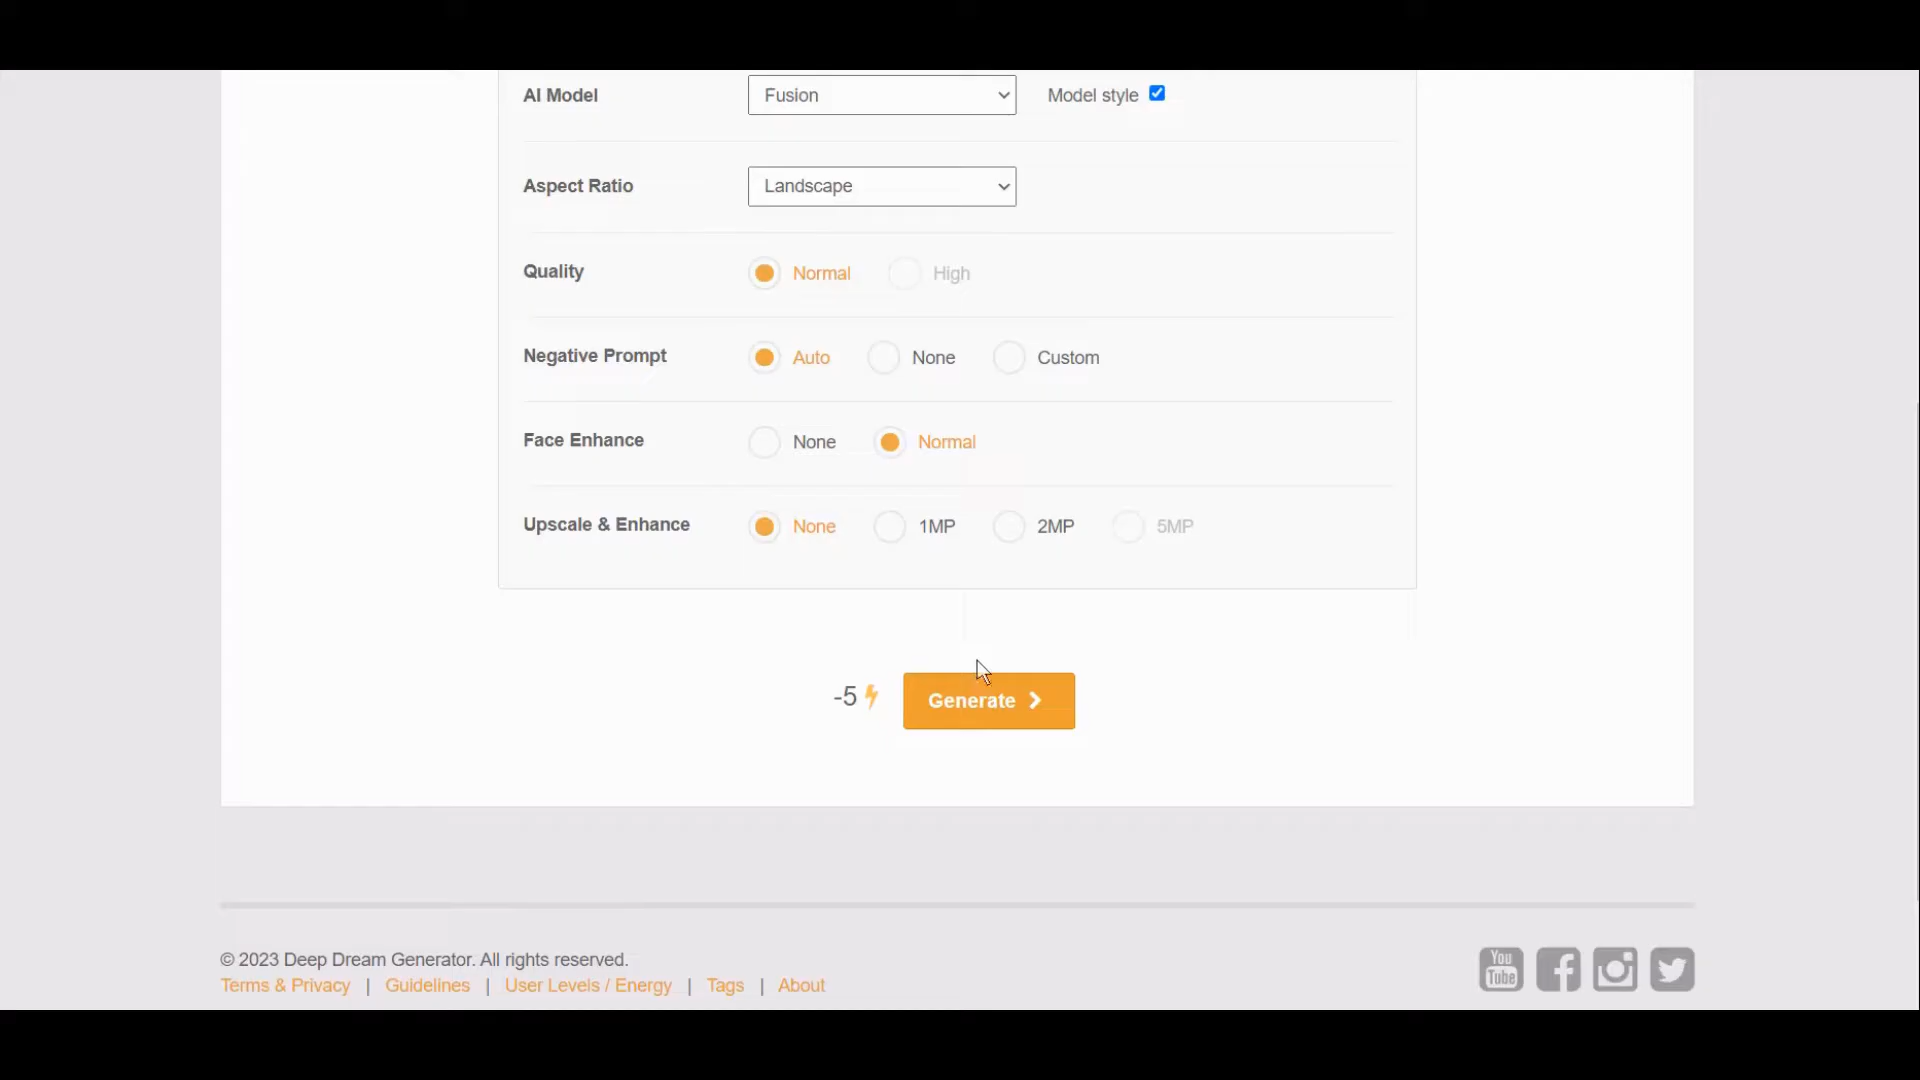 AI Model Fusion Model style
Aspect Ratio Landscape
Quality Normal High
Negative Prompt Auto None Custom
Face Enhance None Normal
Upscale & Enhance None 1MP 2MP 5MP
-5 Generate
© 2023 Deep Dream Generator. All rights reserved.
Terms & Privacy | Guidelines | User Levels / Energy | Tags | About
You Tube